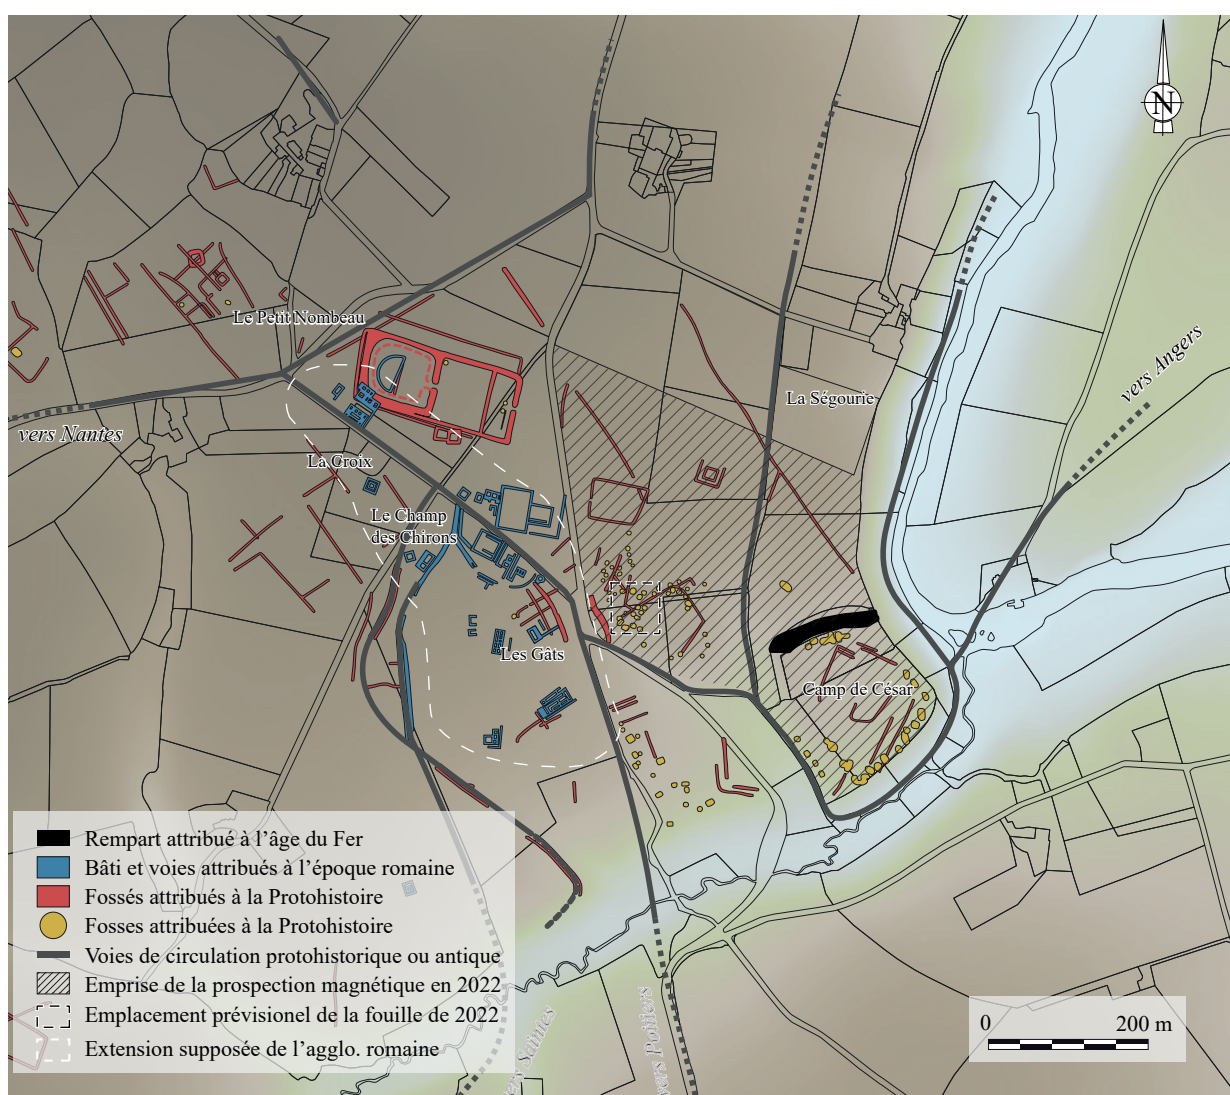 N
Le Petit Nombeau
vers Nantes
vers Angers
La Ségourie
La Croix
Le Champ
des Chirons
Les Gâts
Camp de César
Rempart attribué à l'âge du Fer
Bâti et voies attribués à l'époque romaine
Fossés attribués à la Protohistoire
Fosses attribuées à la Protohistoire
Voies de circulation protohistorique ou antique
Emprise de la prospection magnétique en 2022
Emplacement prévisionel de la fouille de 2022
Extension supposée de l'agglo. romaine
vers Saintes
vers Poitiers
0 200 m